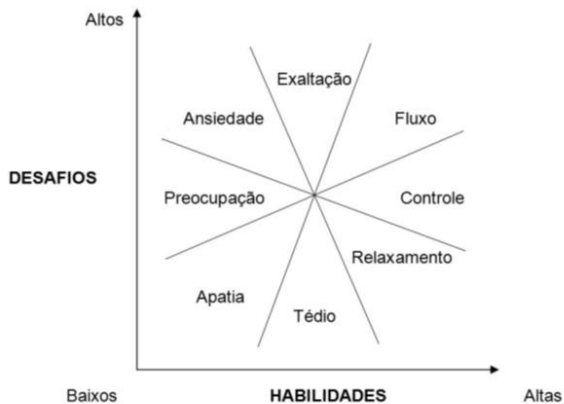 Altos
Exaltação
Ansiedade
Fluxo
DESAFIOS
Preocupação
Controle
Relaxamento
Apatia
Tédio
Baixos
HABILIDADES
Altas